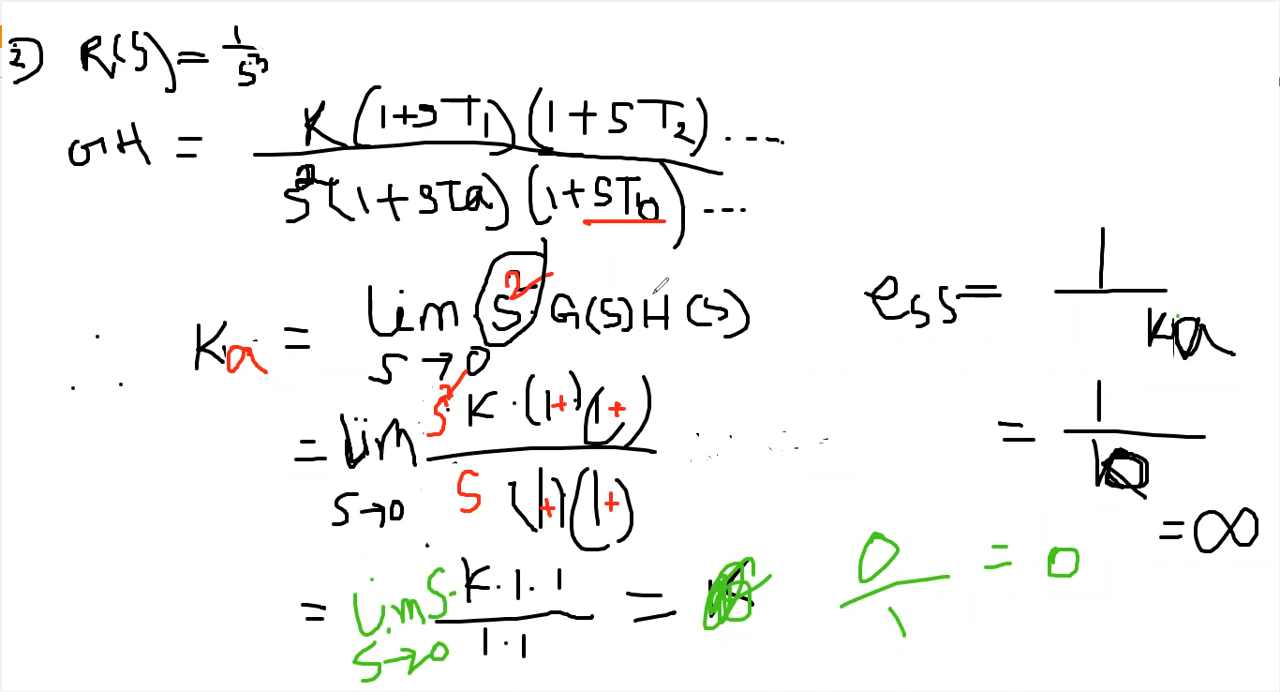 2) R(S) = 1/S³
GH = K(1+ST₁)(1+ST₂)..... / S²(1+STa)(1+STb)...
∴ Ka = lim S→0 S² G(S)H(S)
= lim S→0 S² K·(1+)(1+) / S (1+)(1+) .....
= lim S→0 S·K·1·1 / 1·1 =
0/1 = 0
ess = 1/Ka
= 1/0
= ∞